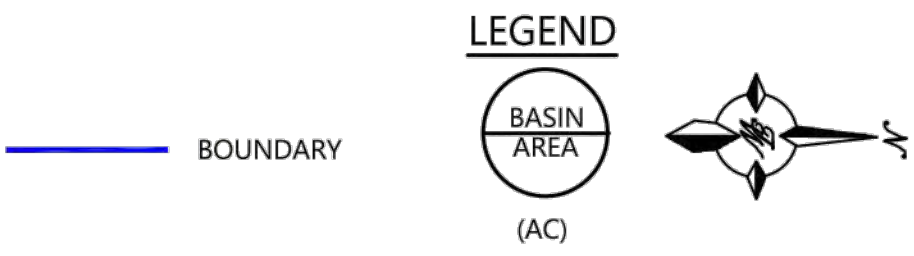 LEGEND
BOUNDARY
BASIN
AREA
(AC)
N